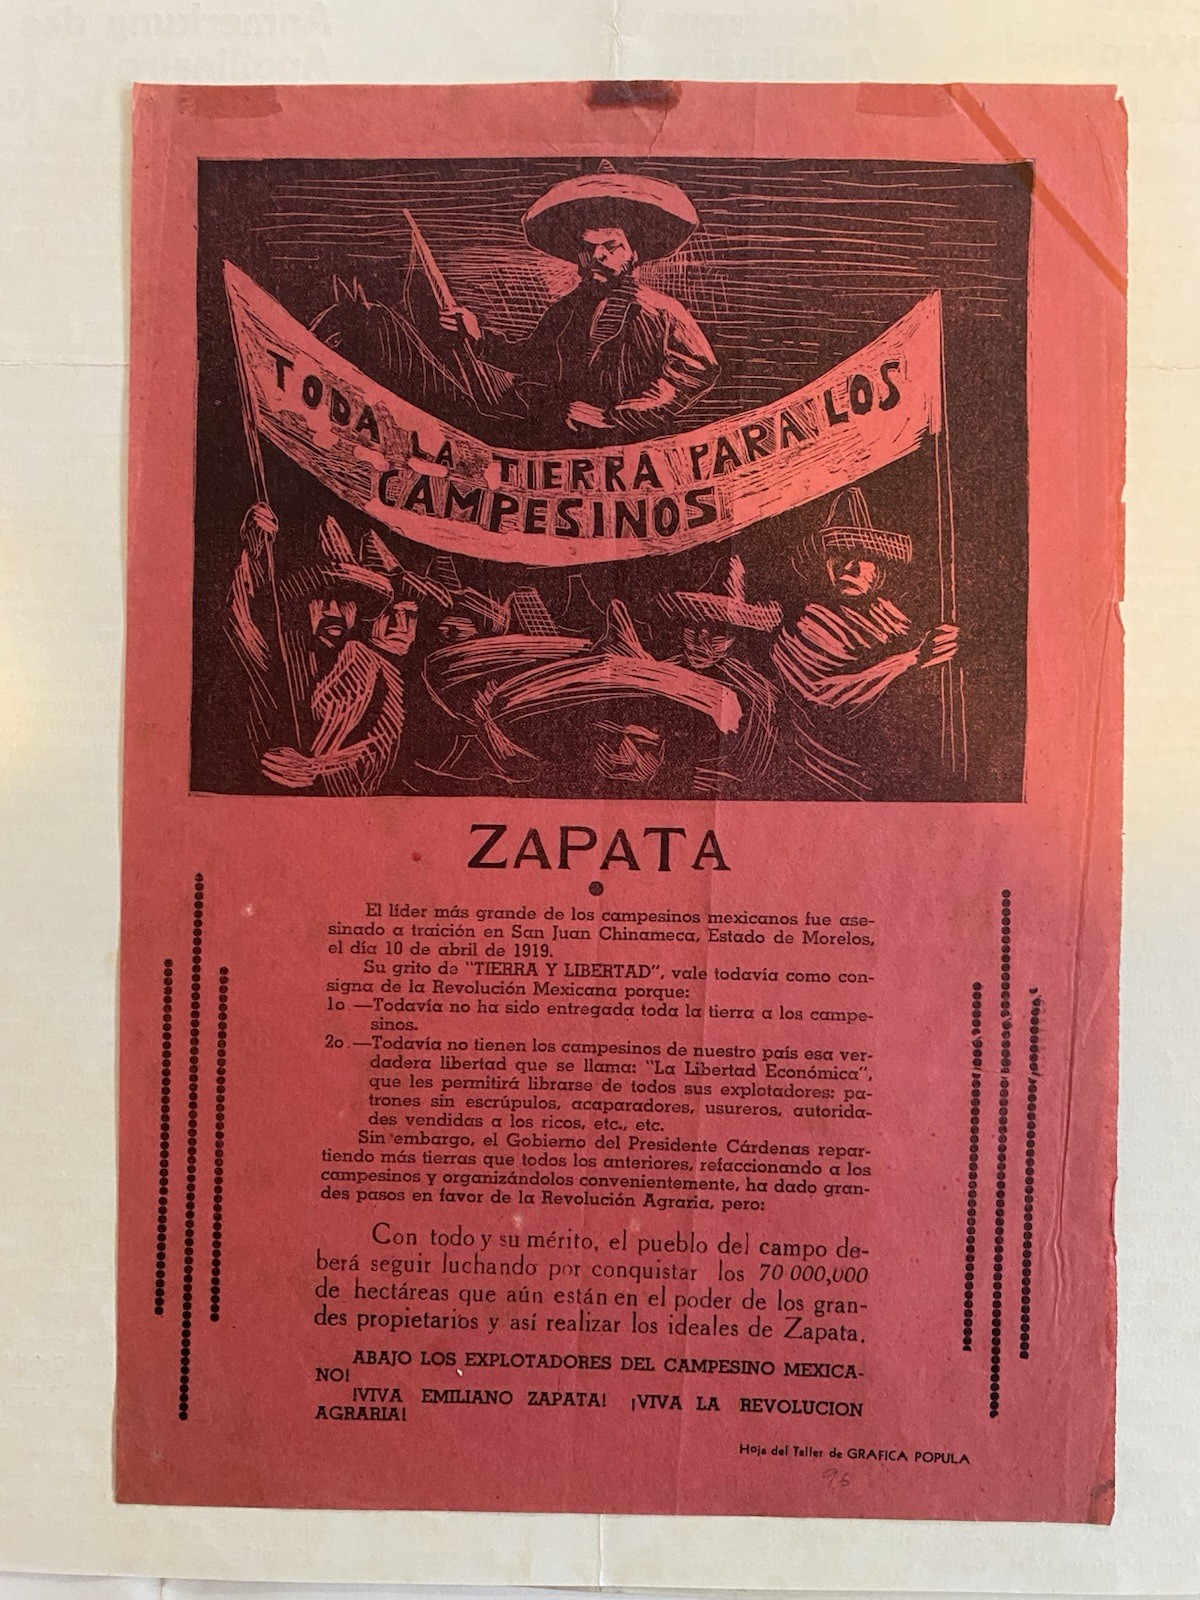 TODA LA TIERRA PARA LOS
CAMPESINOS
ZAPATA
El líder más grande de los campesinos mexicanos fue ase-
sinado a traición en San Juan Chinameca, Estado de Morelos,
el día 10 de abril de 1919.
Su grito de "TIERRA Y LIBERTAD", vale todavía como con-
signa de la Revolución Mexicana porque:
1o.—Todavía no ha sido entregada toda la tierra a los campe-
sinos.
2o.—Todavía no tienen los campesinos de nuestro país esa ver-
dadera libertad que se llama: "La Libertad Económica",
que les permitirá librarse de todos sus explotadores: pa-
trones sin escrúpulos, acaparadores, usureros, autorida-
des vendidas a los ricos, etc., etc.
Sin embargo, el Gobierno del Presidente Cárdenas repar-
tiendo más tierras que todos los anteriores, refaccionando a los
campesinos y organizándolos convenientemente, ha dado gran-
des pasos en favor de la Revolución Agraria, pero:
Con todo y su mérito, el pueblo del campo de-
berá seguir luchando por conquistar los 70 000,000
de hectáreas que aún están en el poder de los gran-
des propietarios y así realizar los ideales de Zapata.
ABAJO LOS EXPLOTADORES DEL CAMPESINO MEXICA-
NO!
¡VIVA EMILIANO ZAPATA! ¡VIVA LA REVOLUCION
AGRARIA!
Hoja del Taller de GRAFICA POPULA
96